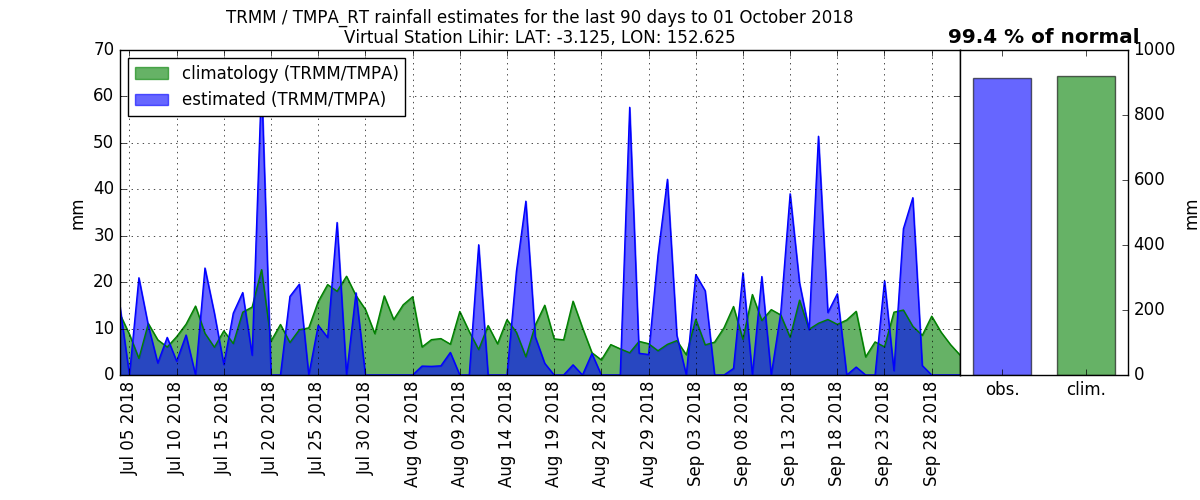 TRMM / TMPA_RT rainfall estimates for the last 90 days to 01 October 2018
Virtual Station Lihir: LAT: -3.125, LON: 152.625
99.4 % of normal
climatology (TRMM/TMPA)
estimated (TRMM/TMPA)
70
60
50
40
30
20
10
0
mm
1000
800
600
400
200
0
mm
obs.
clim.
Jul 05 2018
Jul 10 2018
Jul 15 2018
Jul 20 2018
Jul 25 2018
Jul 30 2018
Aug 04 2018
Aug 09 2018
Aug 14 2018
Aug 19 2018
Aug 24 2018
Aug 29 2018
Sep 03 2018
Sep 08 2018
Sep 13 2018
Sep 18 2018
Sep 23 2018
Sep 28 2018